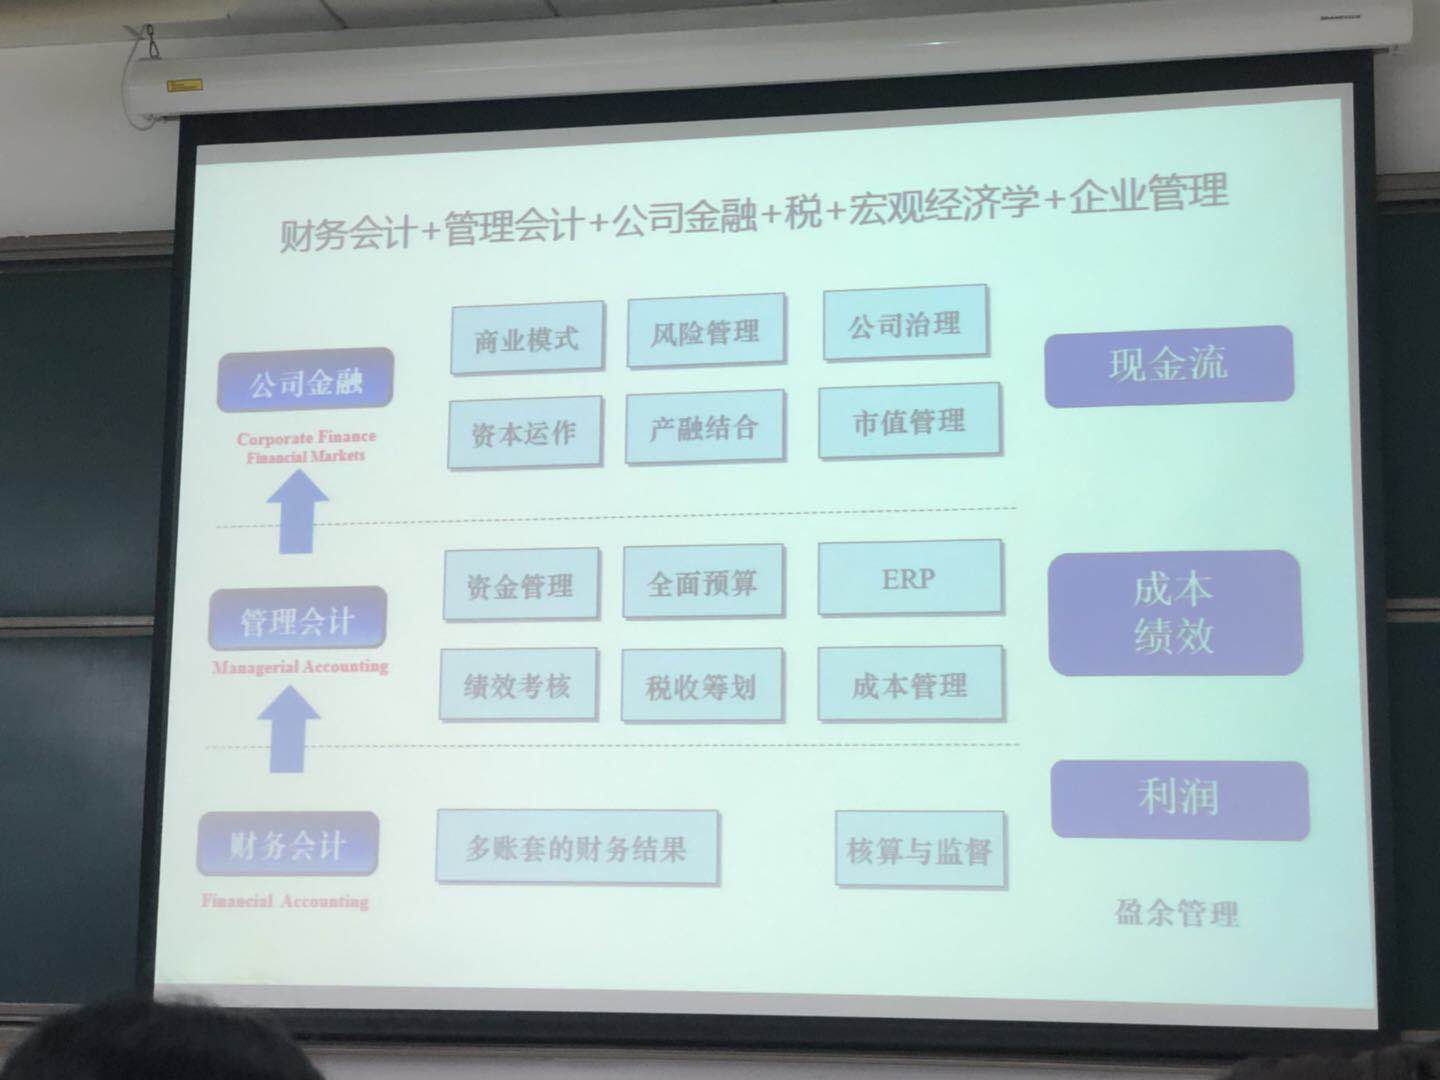 财务会计+管理会计+公司金融+税+宏观经济学+企业管理
商业模式 风险管理 公司治理
公司金融
现金流
Corporate Finance
Financial Markets
资本运作 产融结合 市值管理
资金管理 全面预算 ERP
管理会计
成本
绩效
Managerial Accounting
绩效考核 税收筹划 成本管理
财务会计
多账套的财务结果 核算与监督
利润
Financial Accounting
盈余管理